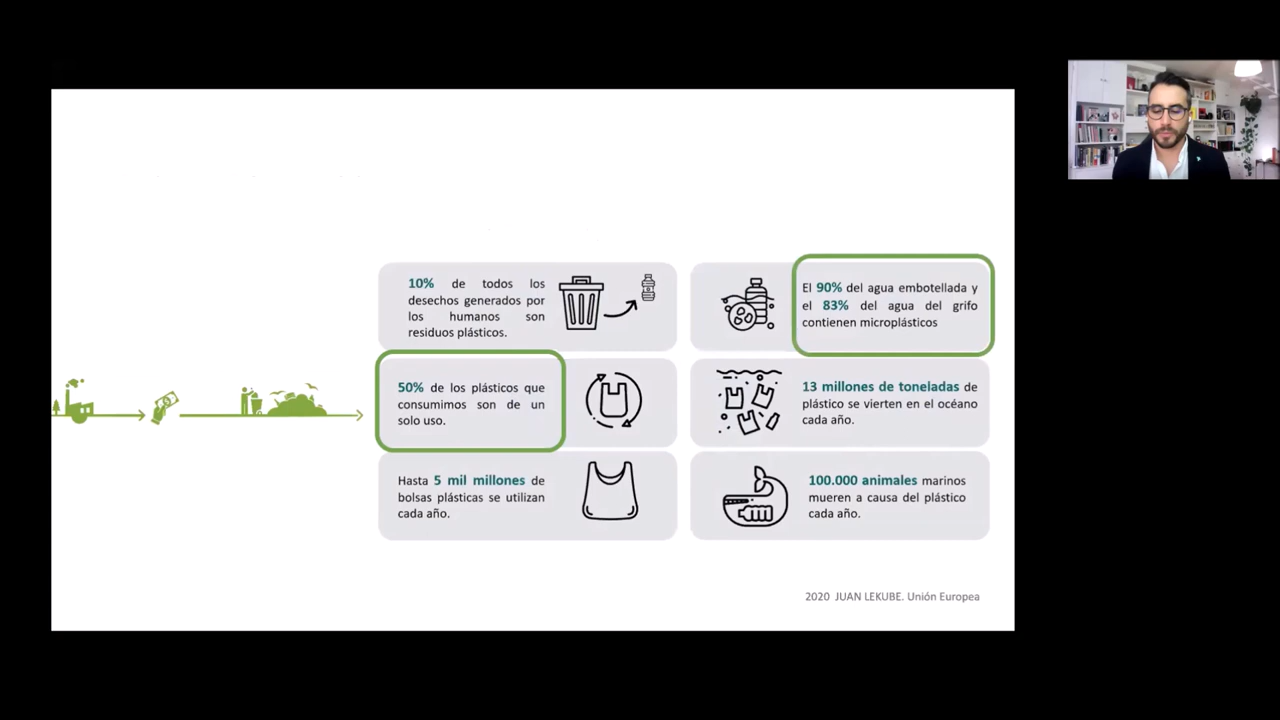 10% de todos los
desechos generados por
los humanos son
residuos plásticos.
El 90% del agua embotellada y
el 83% del agua del grifo
contienen microplásticos
50% de los plásticos que
consumimos son de un
solo uso.
13 millones de toneladas de
plástico se vierten en el océano
cada año.
Hasta 5 mil millones de
bolsas plásticas se utilizan
cada año.
100.000 animales marinos
mueren a causa del plástico
cada año.
2020 JUAN LEKUBE. Unión Europea